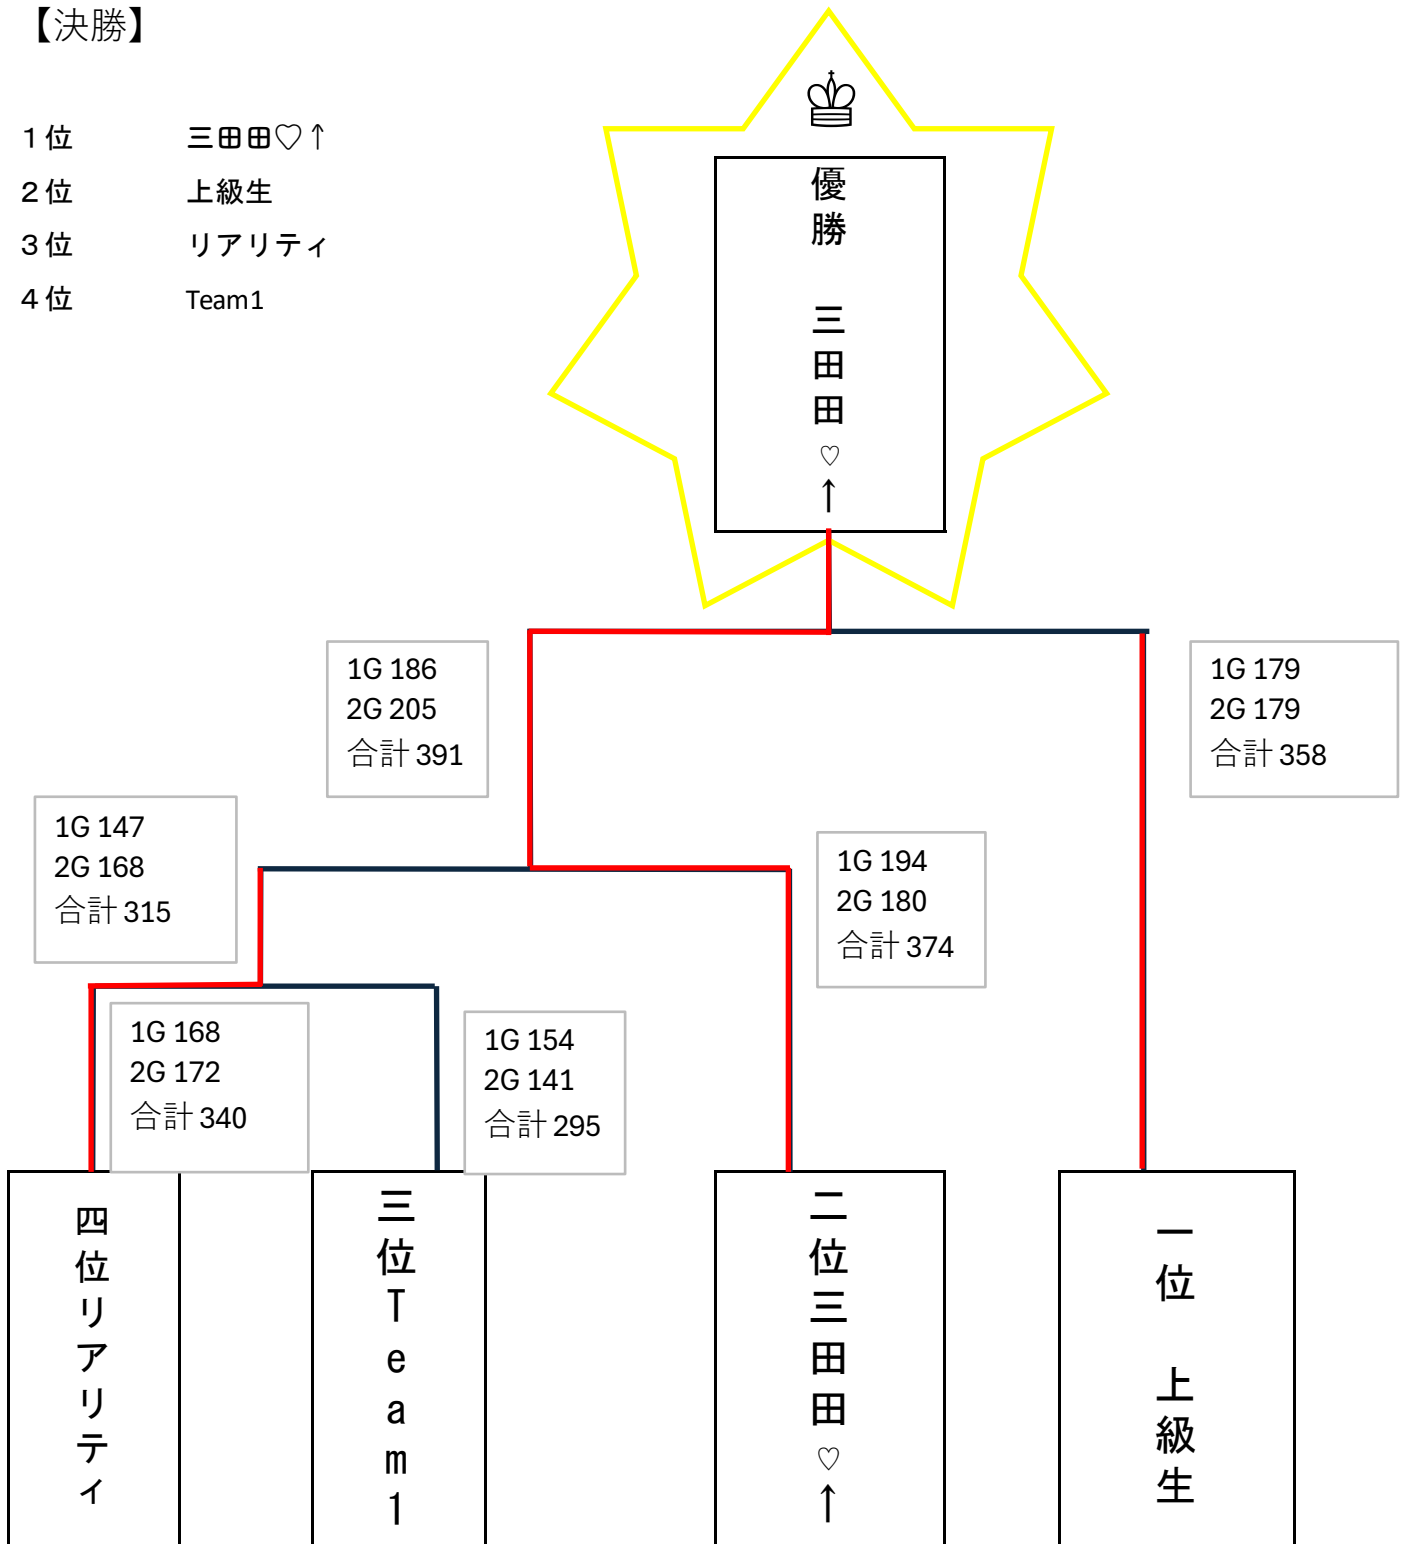 【決勝】
1位 三田田♡↑
2位 上級生
3位 リアリティ
4位 Team1
優勝 三田田♡↑
1G 186
2G 205
合計 391
1G 179
2G 179
合計 358
1G 147
2G 168
合計 315
1G 194
2G 180
合計 374
1G 168
2G 172
合計 340
1G 154
2G 141
合計 295
四位リアリティ
三位Team1
二位三田田♡↑
一位 上級生